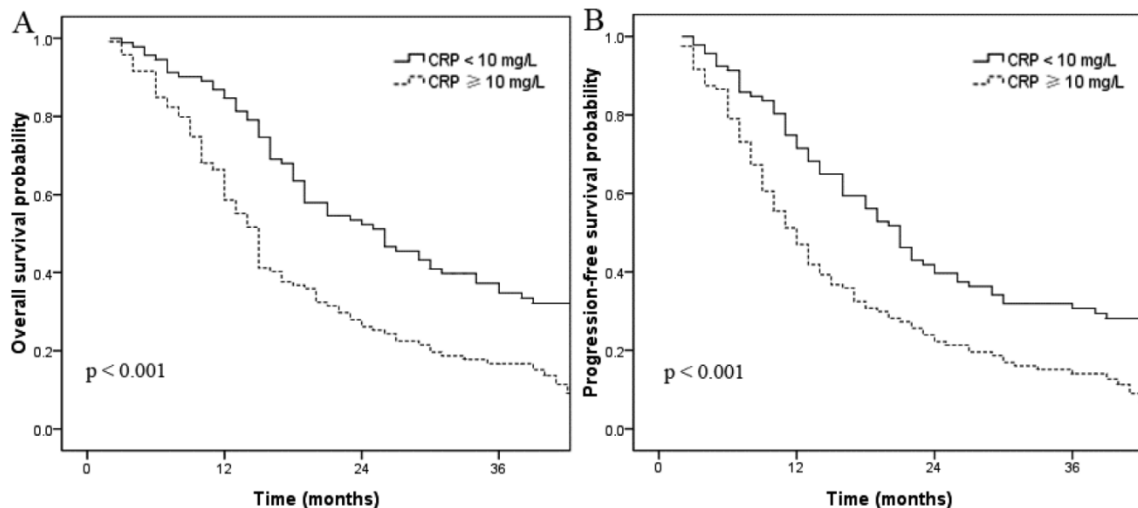 A
Overall survival probability
1.0
0.8
0.6
0.4
0.2
0.0
CRP < 10 mg/L
CRP ⩾ 10 mg/L
p < 0.001
0
12
24
36
Time (months)
B
Progression-free survival probability
1.0
0.8
0.6
0.4
0.2
0.0
CRP < 10 mg/L
CRP ⩾ 10 mg/L
p < 0.001
0
12
24
36
Time (months)